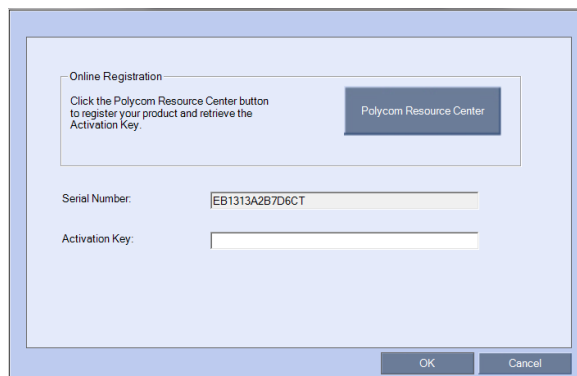 Online Registration
Click the Polycom Resource Center button
to register your product and retrieve the
Activation Key.
Polycom Resource Center
Serial Number:
EB1313A2B7D6CT
Activation Key:
OK
Cancel